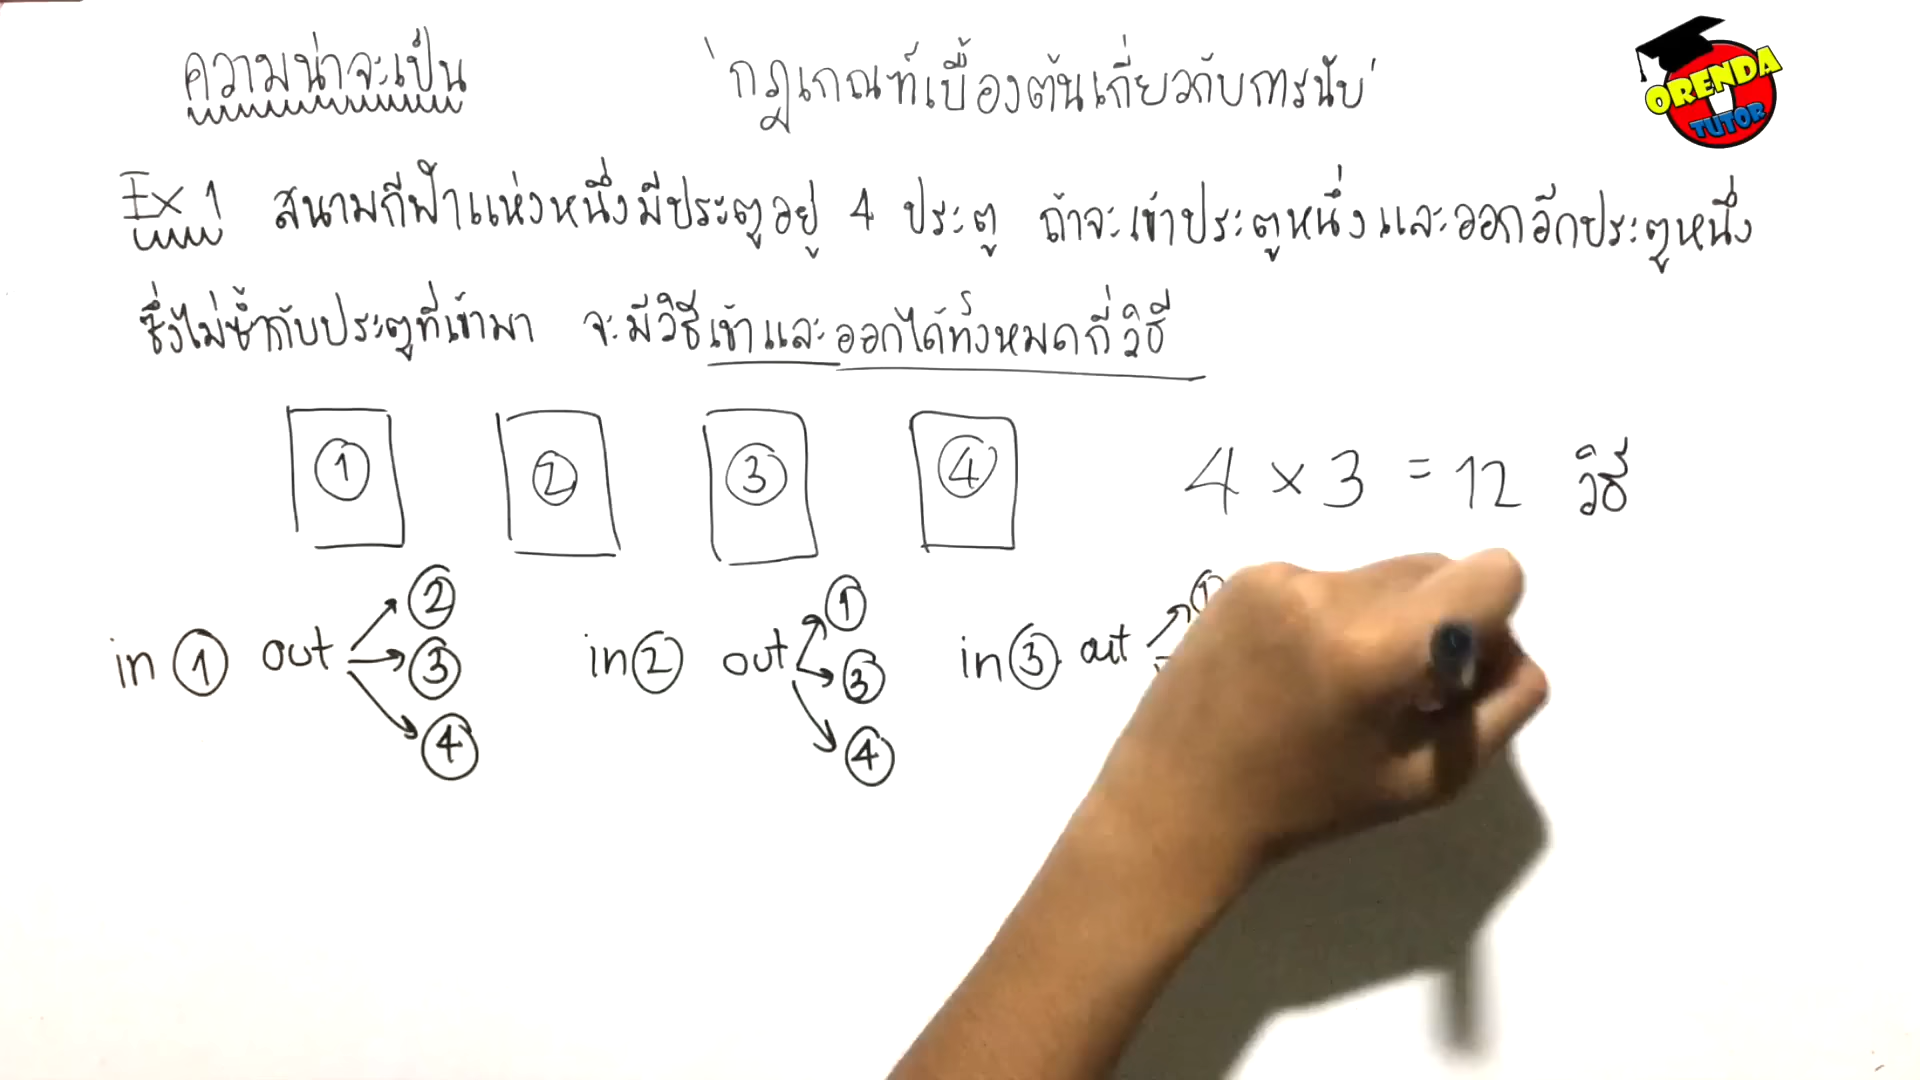 ความน่าจะเป็น
'กฎเกณฑ์เบื้องต้นเกี่ยวกับการนับ'
ORENDA
TUTOR
Ex 1 สนามกีฬาแห่งหนึ่งมีประตูอยู่ 4 ประตู ถ้าจะเข้าประตูหนึ่งและออกอีกประตูหนึ่ง
ซึ่งไม่ซ้ำกับประตูที่เข้ามา จะมีวิธีเข้าและออกได้ทั้งหมดกี่วิธี
① ② ③ ④ 4 × 3 = 12 วิธี
in ① out ② ③ ④
in ② out ① ③ ④
in ③ out ①